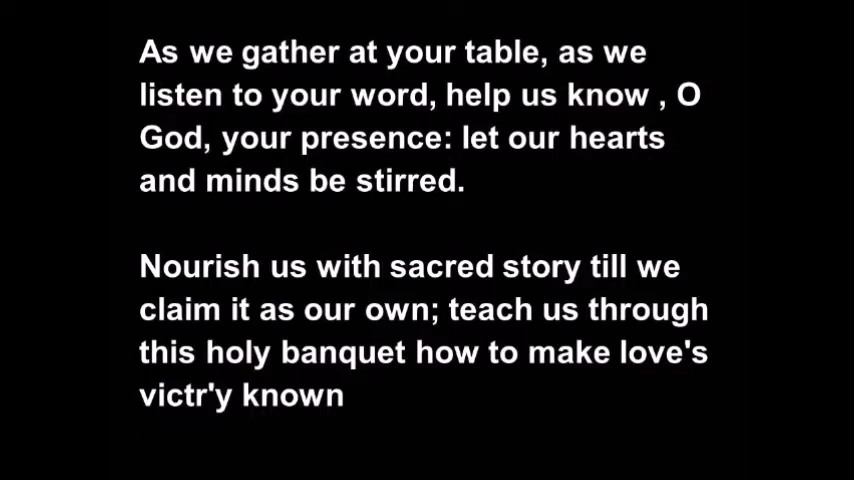 As we gather at your table, as we
listen to your word, help us know , O
God, your presence: let our hearts
and minds be stirred.
Nourish us with sacred story till we
claim it as our own; teach us through
this holy banquet how to make love's
victr'y known